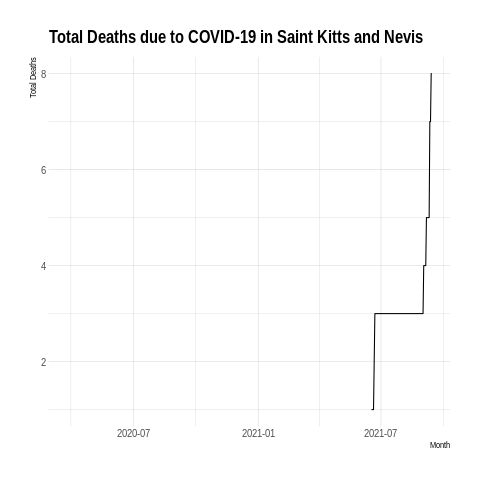 Total Deaths due to COVID-19 in Saint Kitts and Nevis
Total Deaths
8
6
4
2
2020-07
2021-01
2021-07
Month